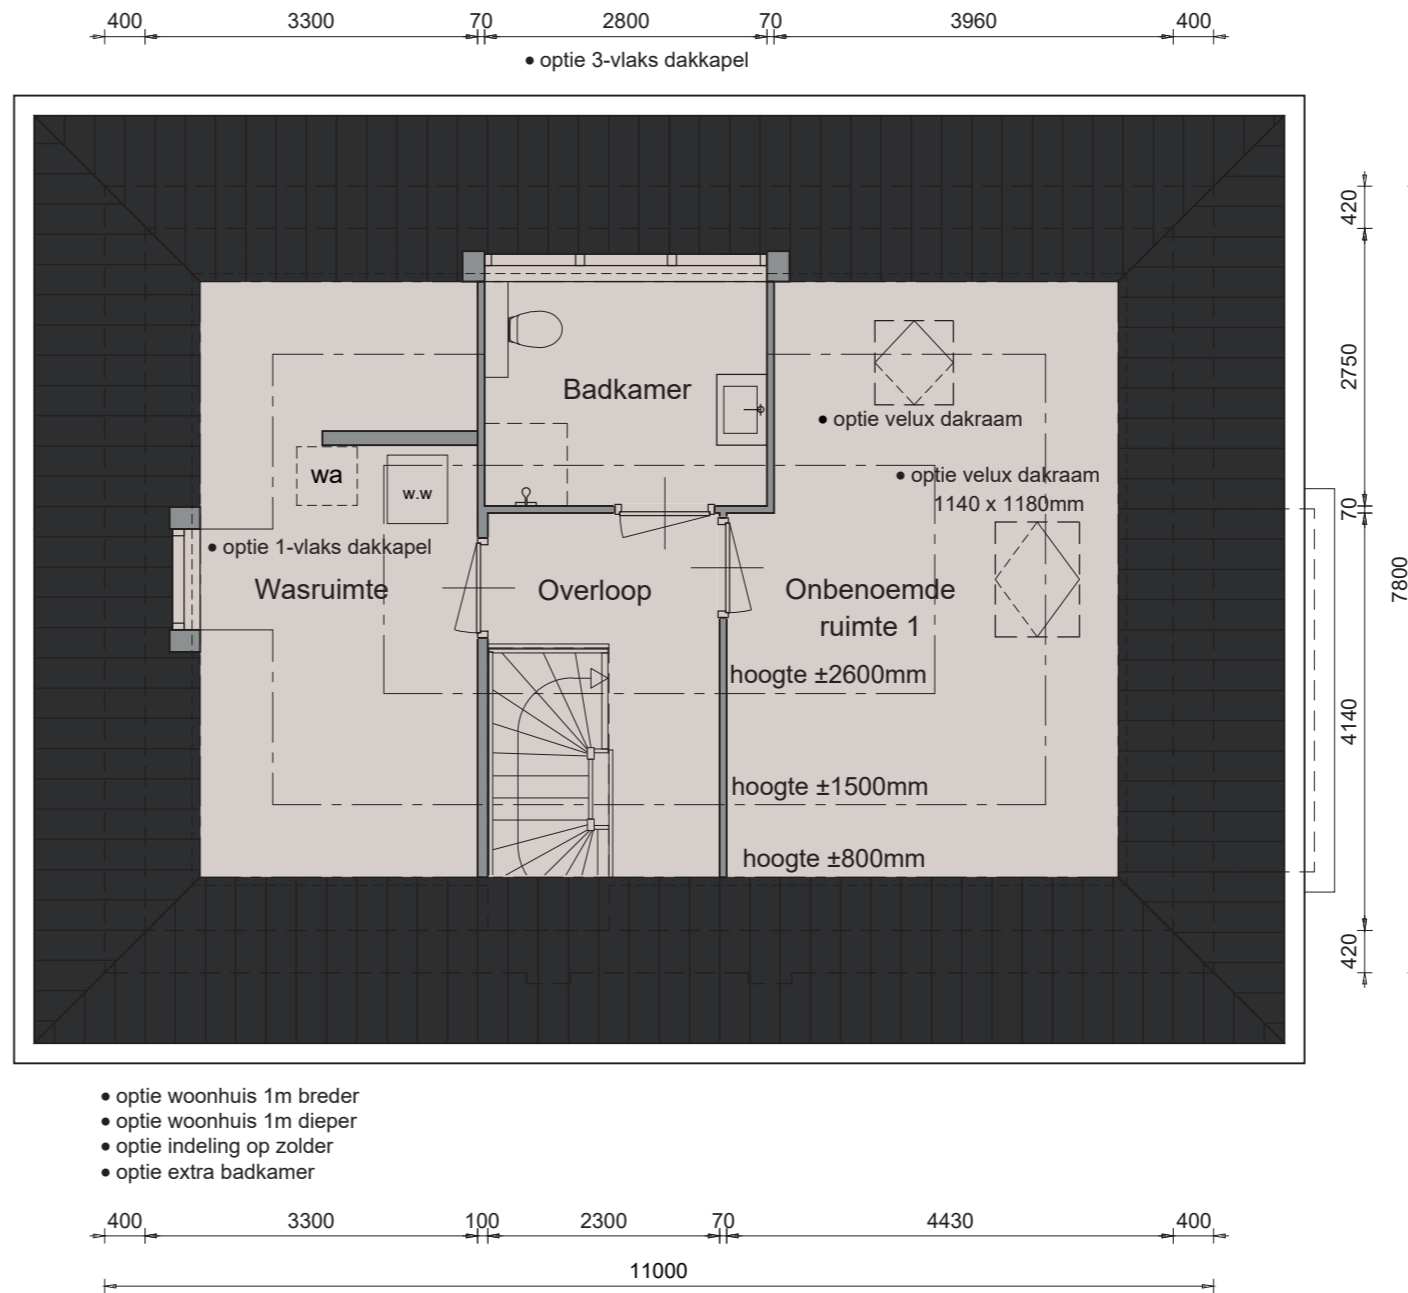 400 3300 70 2800 70 3960 400
• optie 3-vlaks dakkapel
420
2750
70
4140
420
7800
Badkamer
• optie velux dakraam
• optie velux dakraam
1140 x 1180mm
wa
w.w
• optie 1-vlaks dakkapel
Wasruimte
Overloop
Onbenoemde
ruimte 1
hoogte ±2600mm
hoogte ±1500mm
hoogte ±800mm
• optie woonhuis 1m breder
• optie woonhuis 1m dieper
• optie indeling op zolder
• optie extra badkamer
400 3300 100 2300 70 4430 400
11000